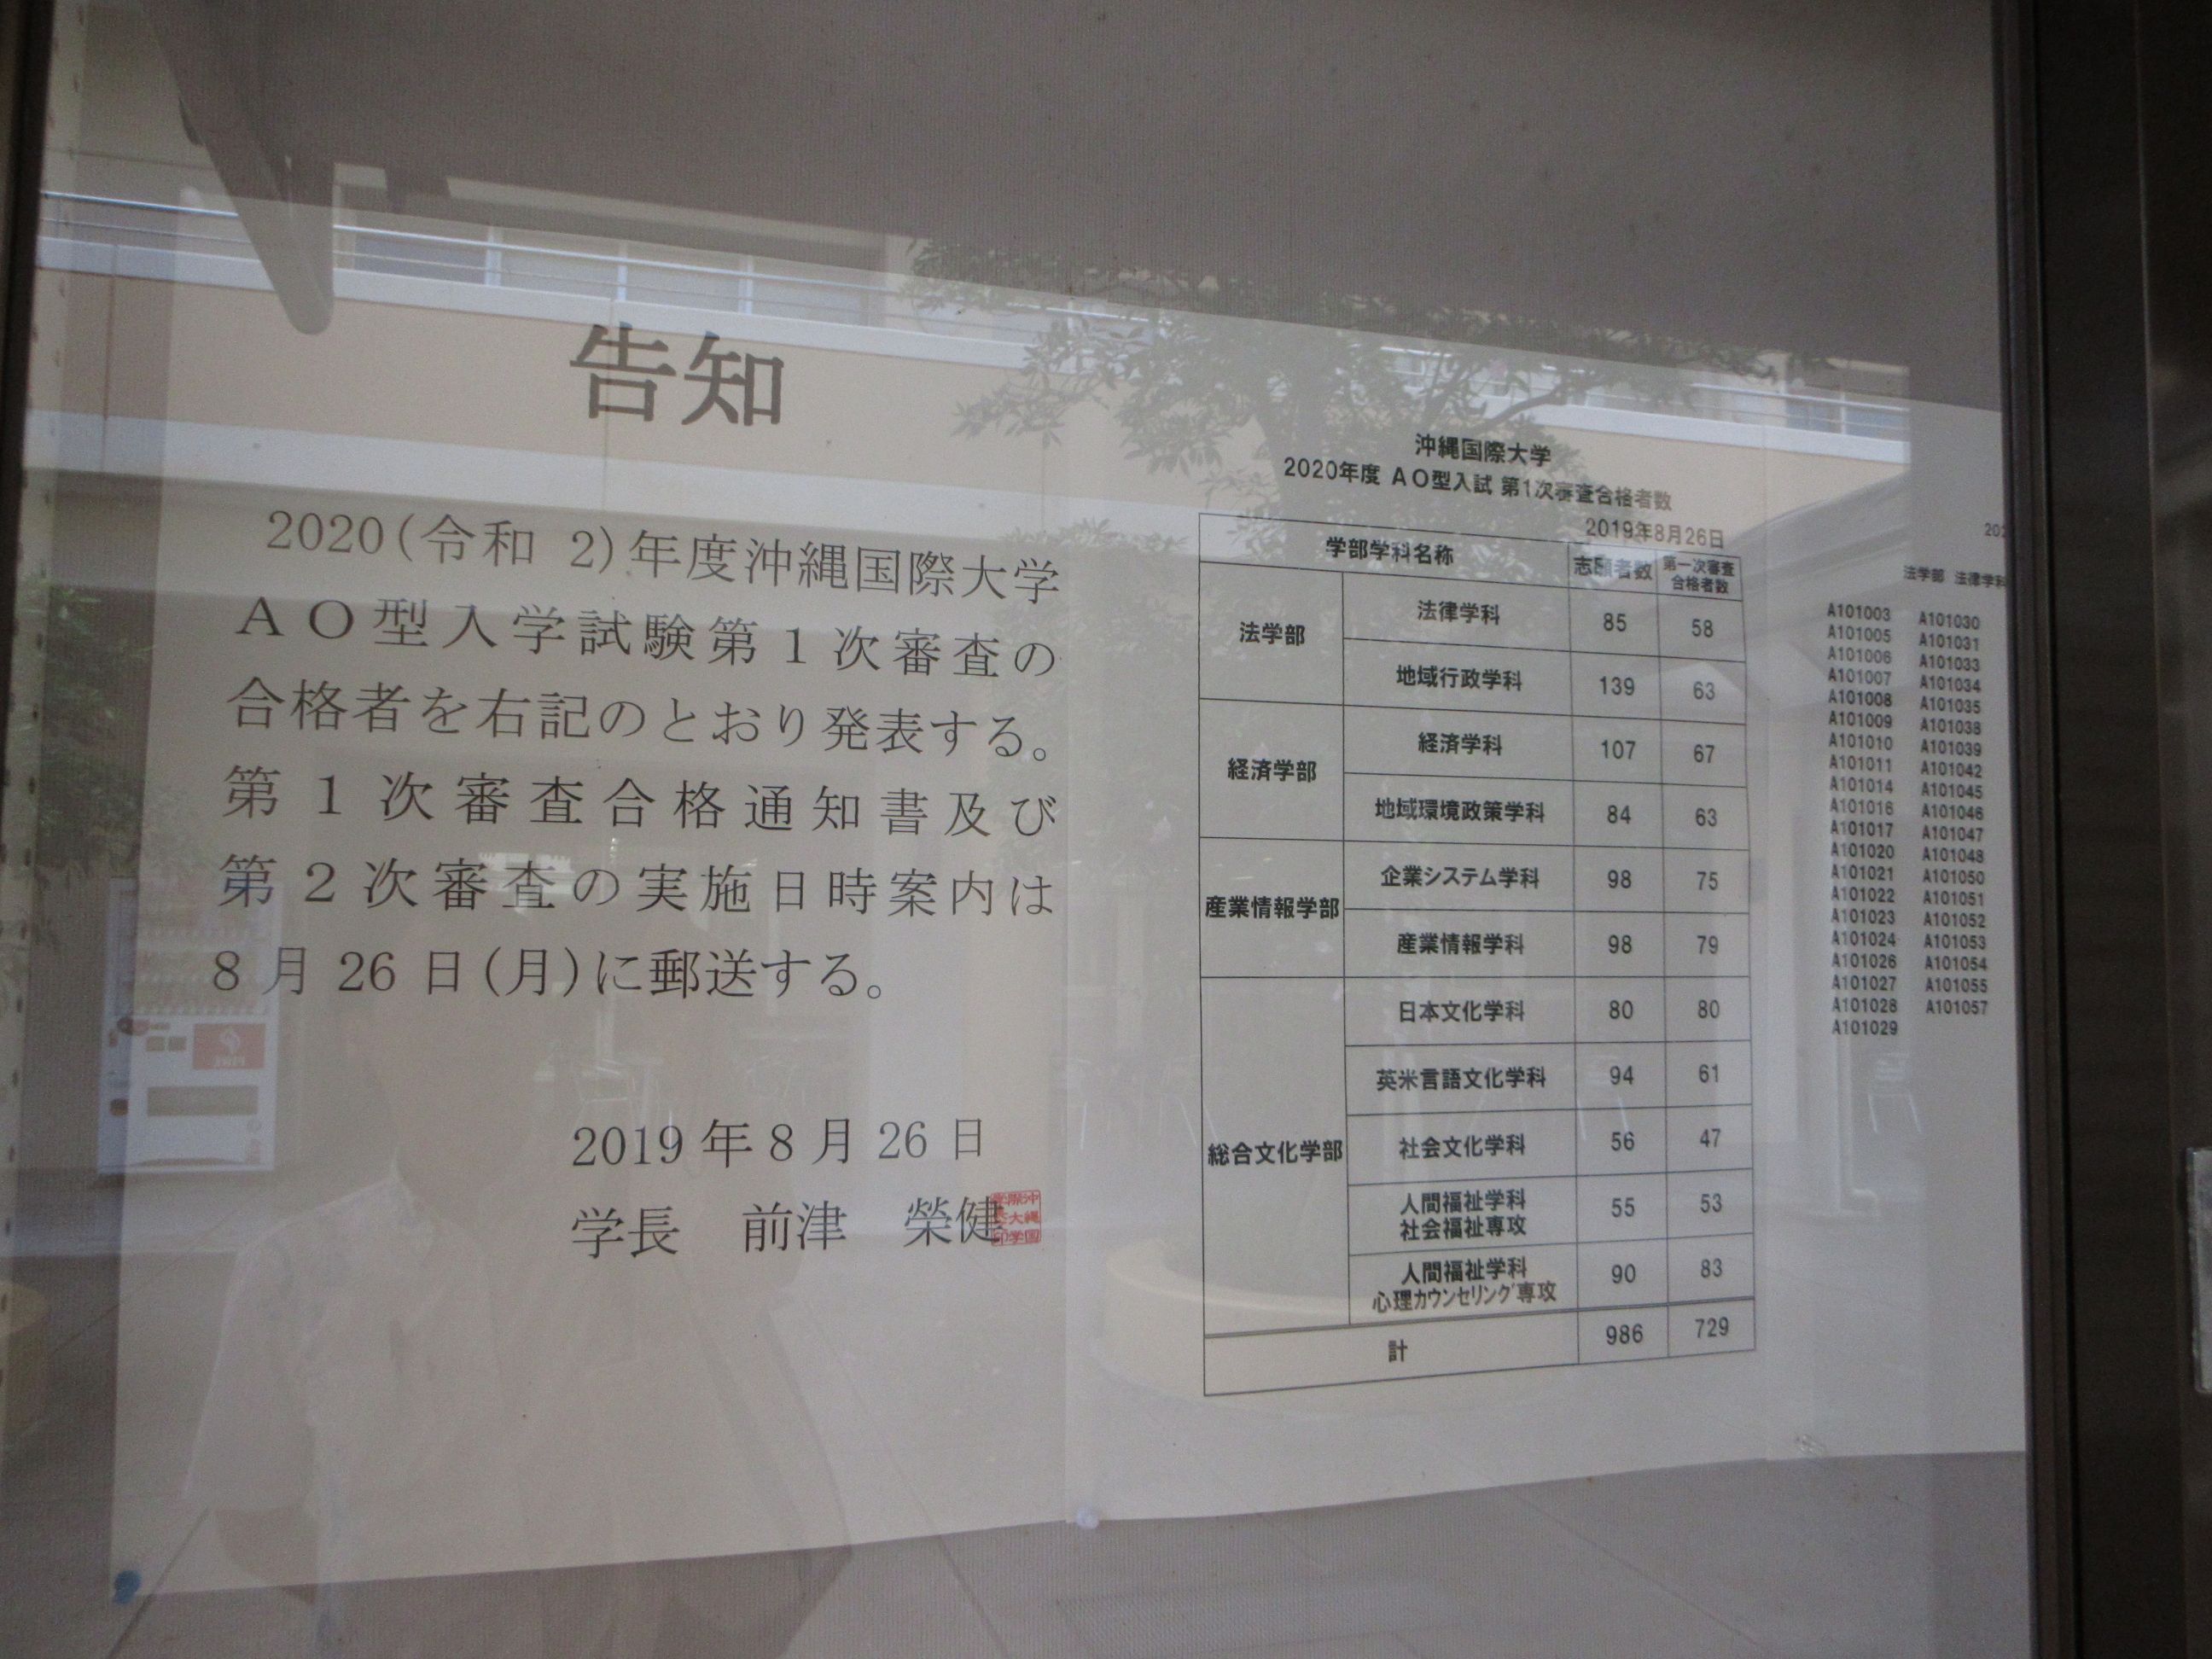 告知
2020(令和 2)年度沖縄国際大学
AO型入学試験第1次審査の
合格者を右記のとおり発表する。
第1次審査合格通知書及び
第2次審査の実施日時案内は
8月26日(月)に郵送する。
2019年8月26日
学長 前津 榮健
沖縄国際大学
2020年度 AO型入試 第1次審査合格者数
2019年8月26日
学部学科名称 志願者数 第一次審査合格者数
法学部 法律学科 85 58
地域行政学科 139 63
経済学部 経済学科 107 67
地域環境政策学科 84 63
産業情報学部 企業システム学科 98 75
産業情報学科 98 79
総合文化学部 日本文化学科 80 80
英米言語文化学科 94 61
社会文化学科 56 47
人間福祉学科 社会福祉専攻 55 53
人間福祉学科 心理カウンセリング専攻 90 83
計 986 729
法学部 法律学科
A101003 A101030
A101005 A101031
A101006 A101033
A101007 A101034
A101008 A101035
A101009 A101038
A101010 A101039
A101011 A101042
A101014 A101045
A101016 A101046
A101017 A101047
A101020 A101048
A101021 A101050
A101022 A101051
A101023 A101052
A101024 A101053
A101026 A101054
A101027 A101055
A101028 A101057
A101029